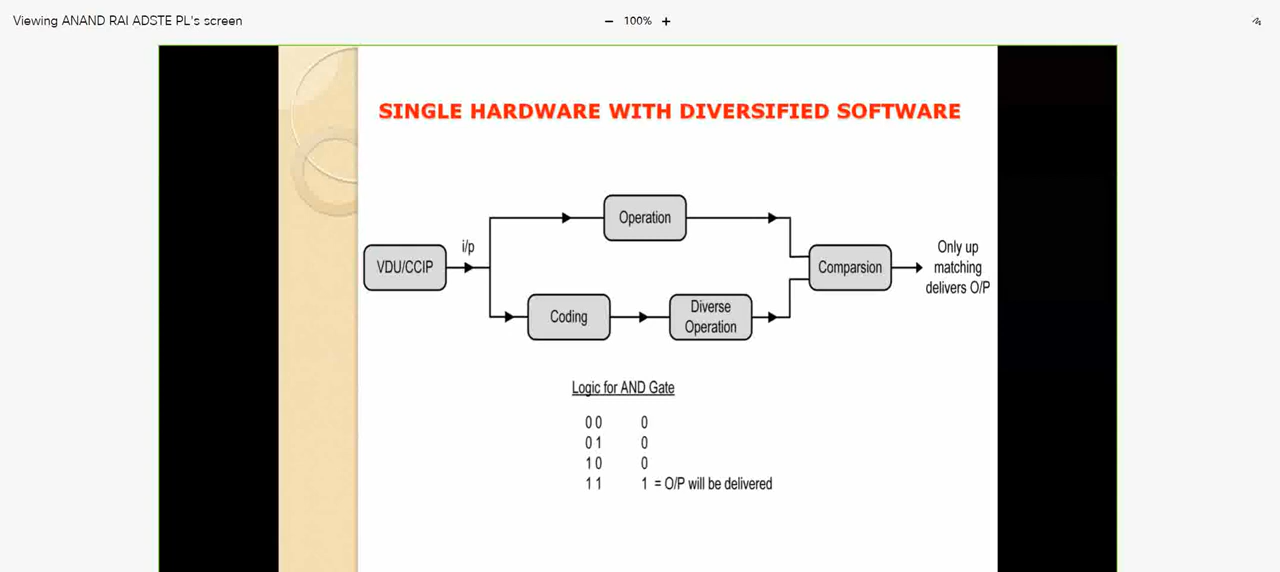 Viewing ANAND RAI ADSTE PL's screen
− 100% +
SINGLE HARDWARE WITH DIVERSIFIED SOFTWARE
Operation
i/p
VDU/CCIP
Comparsion
Only up
matching
delivers O/P
Coding
Diverse
Operation
Logic for AND Gate
0 0 0
0 1 0
1 0 0
1 1 1 = O/P will be delivered